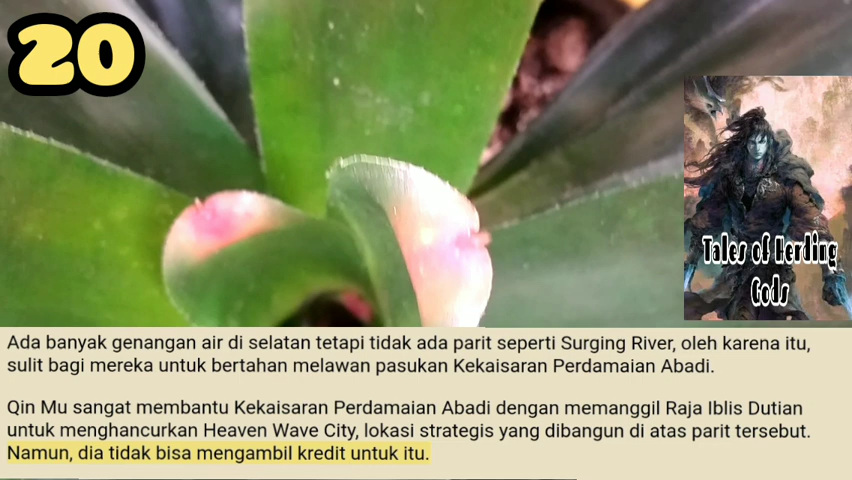 20
Tales of Herding
Gods
Ada banyak genangan air di selatan tetapi tidak ada parit seperti Surging River, oleh karena itu,
sulit bagi mereka untuk bertahan melawan pasukan Kekaisaran Perdamaian Abadi.
Qin Mu sangat membantu Kekaisaran Perdamaian Abadi dengan memanggil Raja Iblis Dutian
untuk menghancurkan Heaven Wave City, lokasi strategis yang dibangun di atas parit tersebut.
Namun, dia tidak bisa mengambil kredit untuk itu.